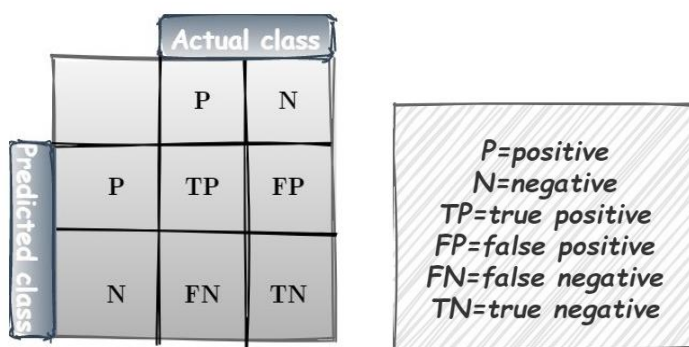 Actual class
P N
Predicted class
P TP FP
N FN TN
P=positive
N=negative
TP=true positive
FP=false positive
FN=false negative
TN=true negative